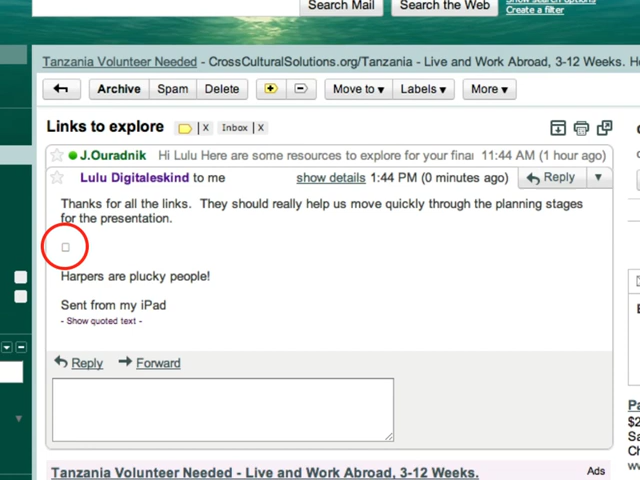 Search Mail Search the Web
Create a filter
Tanzania Volunteer Needed - CrossCulturalSolutions.org/Tanzania - Live and Work Abroad, 3-12 Weeks.
Archive Spam Delete Move to Labels More
Links to explore X Inbox X
J.Ouradnik Hi Lulu Here are some resources to explore for your final 11:44 AM (1 hour ago)
Lulu Digitaleskind to me show details 1:44 PM (0 minutes ago) Reply
Thanks for all the links. They should really help us move quickly through the planning stages
for the presentation.
Harpers are plucky people!
Sent from my iPad
- Show quoted text -
Reply Forward
Tanzania Volunteer Needed - Live and Work Abroad, 3-12 Weeks. Ads